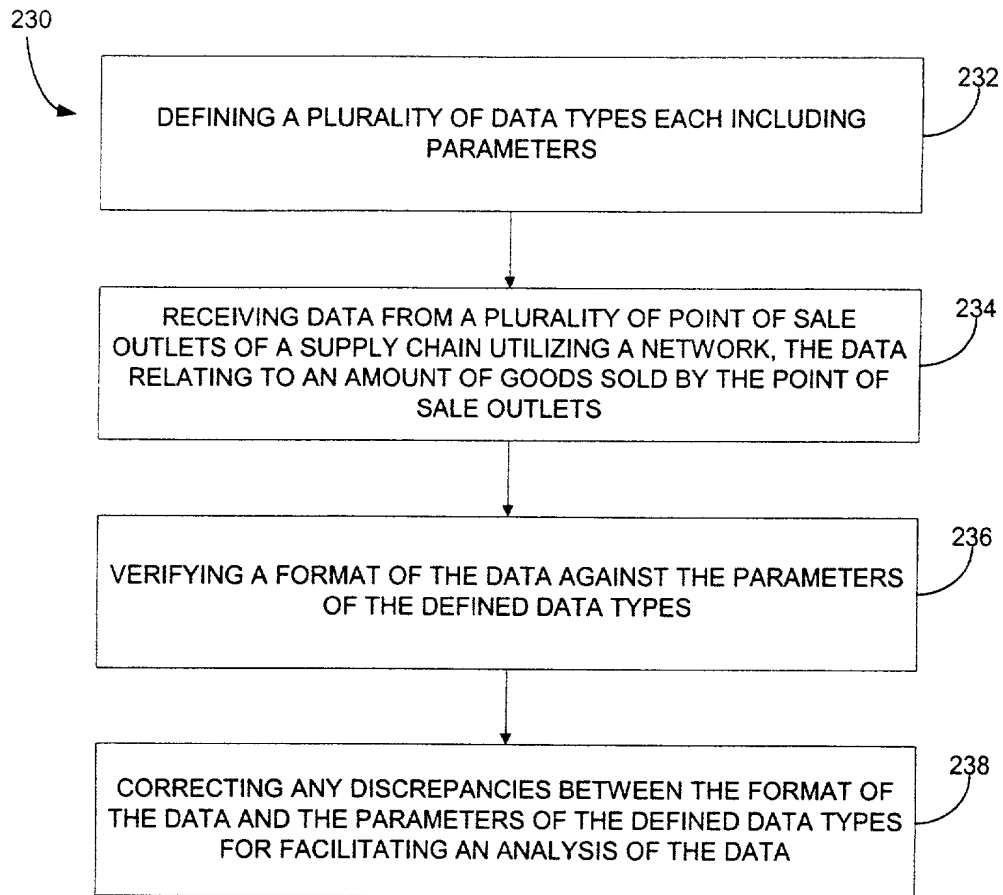 230
232
DEFINING A PLURALITY OF DATA TYPES EACH INCLUDING
PARAMETERS
234
RECEIVING DATA FROM A PLURALITY OF POINT OF SALE
OUTLETS OF A SUPPLY CHAIN UTILIZING A NETWORK, THE DATA
RELATING TO AN AMOUNT OF GOODS SOLD BY THE POINT OF
SALE OUTLETS
236
VERIFYING A FORMAT OF THE DATA AGAINST THE PARAMETERS
OF THE DEFINED DATA TYPES
238
CORRECTING ANY DISCREPANCIES BETWEEN THE FORMAT OF
THE DATA AND THE PARAMETERS OF THE DEFINED DATA TYPES
FOR FACILITATING AN ANALYSIS OF THE DATA